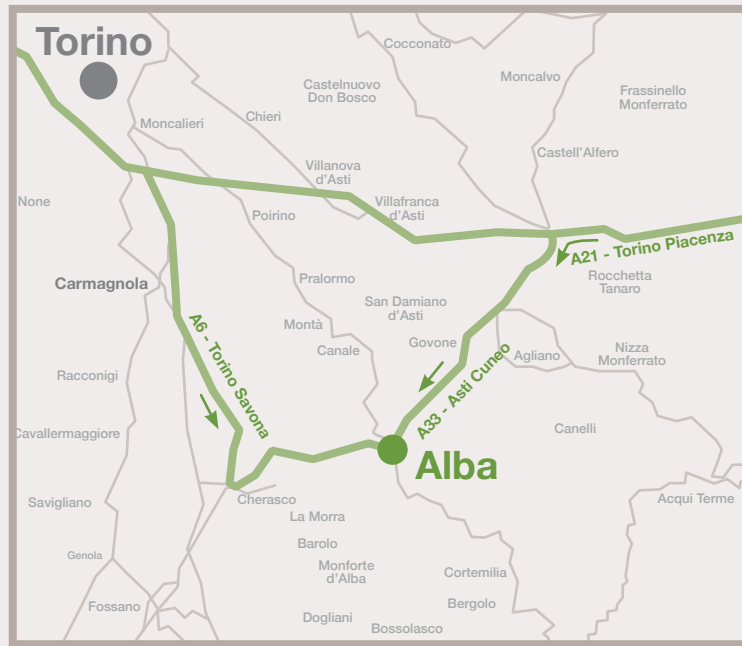 Torino
Cocconato
Moncalvo
Castelnuovo
Don Bosco
Frassinello
Monferrato
Chieri
Moncalieri
Castell'Alfero
Villanova
d'Asti
None
Villafranca
d'Asti
Poirino
A21 - Torino Piacenza
Carmagnola
Pralormo
Rocchetta
Tanaro
San Damiano
d'Asti
Montà
A6 - Torino Savona
Govone
Canale
Agliano
Nizza
Monferrato
A33 - Asti Cuneo
Racconigi
Cavallermaggiore
Canelli
Alba
Cherasco
Acqui Terme
Savigliano
La Morra
Barolo
Genola
Monforte
d'Alba
Cortemilia
Fossano
Bergolo
Dogliani
Bossolasco